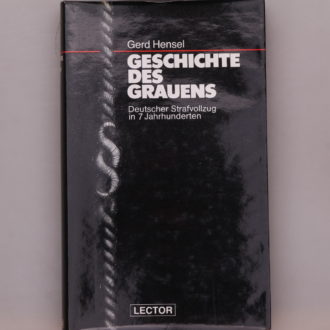 Gerd Hensel
GESCHICHTE
DES
GRAUENS
Deutscher Strafvollzug
in 7 Jahrhunderten
LECTOR